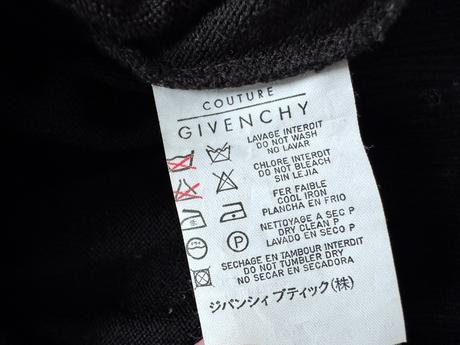 COUTURE
GIVENCHY
LAVAGE INTERDIT
DO NOT WASH
NO LAVAR
CHLORE INTERDIT
DO NOT BLEACH
SIN LEJIA
FER FAIBLE
COOL IRON
PLANCHA EN FRIO
NETTOYAGE A SEC P
DRY CLEAN P
LAVADO EN SECO P
P
SECHAGE EN TAMBOUR INTERDIT
DO NOT TUMBLER DRY
NO SECAR EN SECADORA
ジバンシィ ブティック(株)